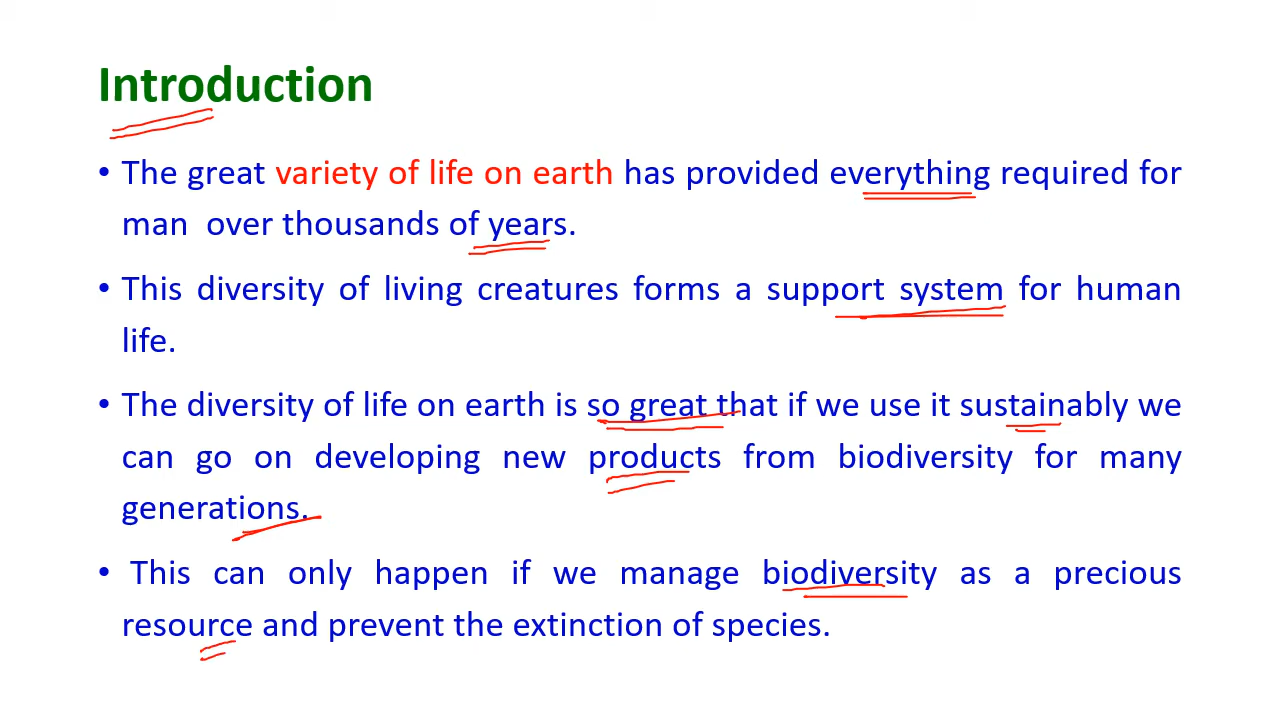 Introduction
• The great variety of life on earth has provided everything required for
man over thousands of years.
• This diversity of living creatures forms a support system for human
life.
• The diversity of life on earth is so great that if we use it sustainably we
can go on developing new products from biodiversity for many
generations.
• This can only happen if we manage biodiversity as a precious
resource and prevent the extinction of species.